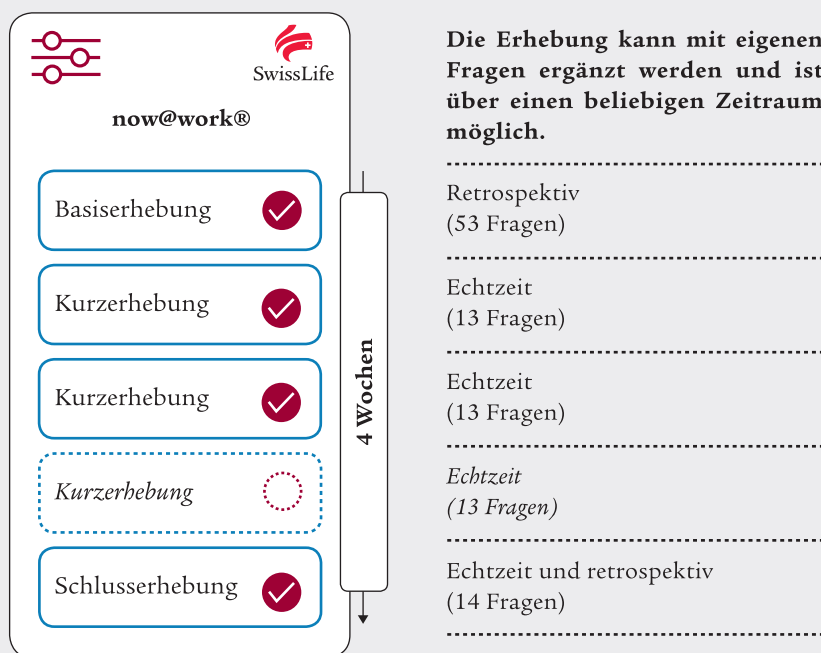 SwissLife
now@work®
Die Erhebung kann mit eigenen
Fragen ergänzt werden und ist
über einen beliebigen Zeitraum
möglich.
Basiserhebung
Retrospektiv
(53 Fragen)
Kurzerhebung
Echtzeit
(13 Fragen)
Kurzerhebung
Echtzeit
(13 Fragen)
Kurzerhebung
Echtzeit
(13 Fragen)
Schlusserhebung
Echtzeit und retrospektiv
(14 Fragen)
4 Wochen